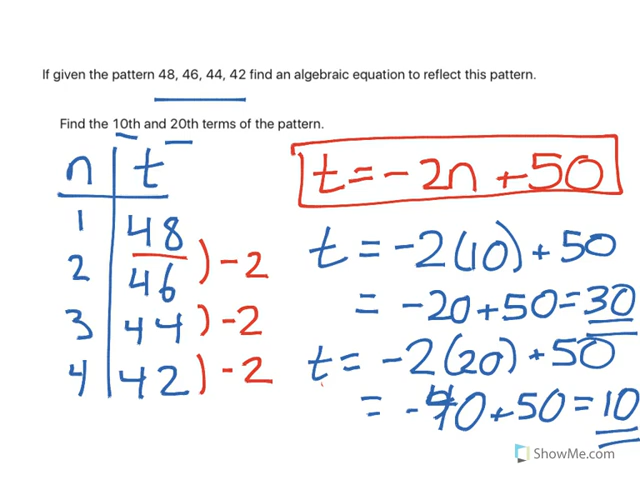 If given the pattern 48, 46, 44, 42 find an algebraic equation to reflect this pattern.
Find the 10th and 20th terms of the pattern.
n t
1 48
2 46 ) -2
3 44 ) -2
4 42 ) -2
t = -2n + 50
t = -2(10) + 50
= -20 + 50 = 30
t = -2(20) + 50
= -40 + 50 = 10
ShowMe.com